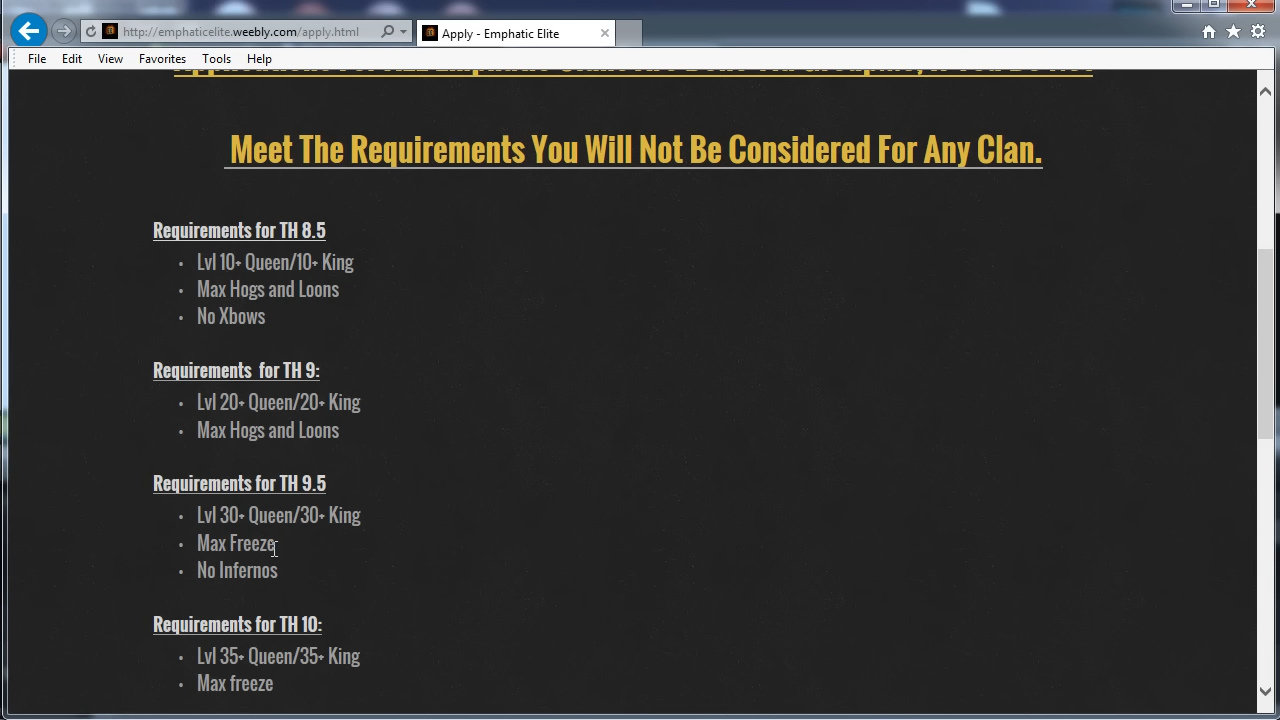 http://emphaticelite.weebly.com/apply.html
Apply - Emphatic Elite
File Edit View Favorites Tools Help
Meet The Requirements You Will Not Be Considered For Any Clan.
Requirements for TH 8.5
• Lvl 10+ Queen/10+ King
• Max Hogs and Loons
• No Xbows
Requirements for TH 9:
• Lvl 20+ Queen/20+ King
• Max Hogs and Loons
Requirements for TH 9.5
• Lvl 30+ Queen/30+ King
• Max Freeze
• No Infernos
Requirements for TH 10:
• Lvl 35+ Queen/35+ King
• Max freeze